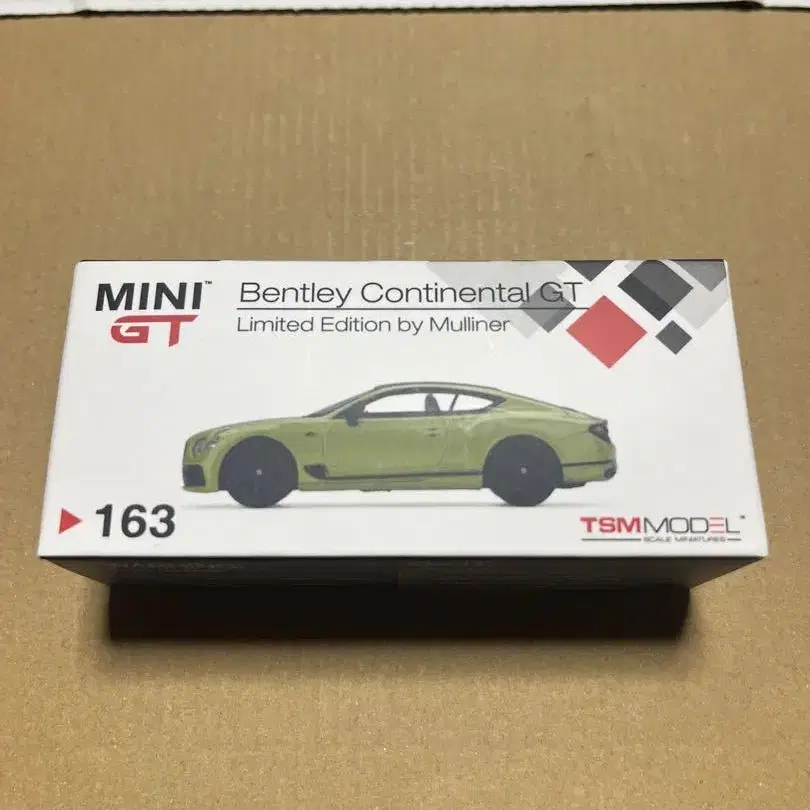 MINI™
GT
Bentley Continental GT
Limited Edition by Mulliner
163
TSMMODEL™
SCALE MINIATURES